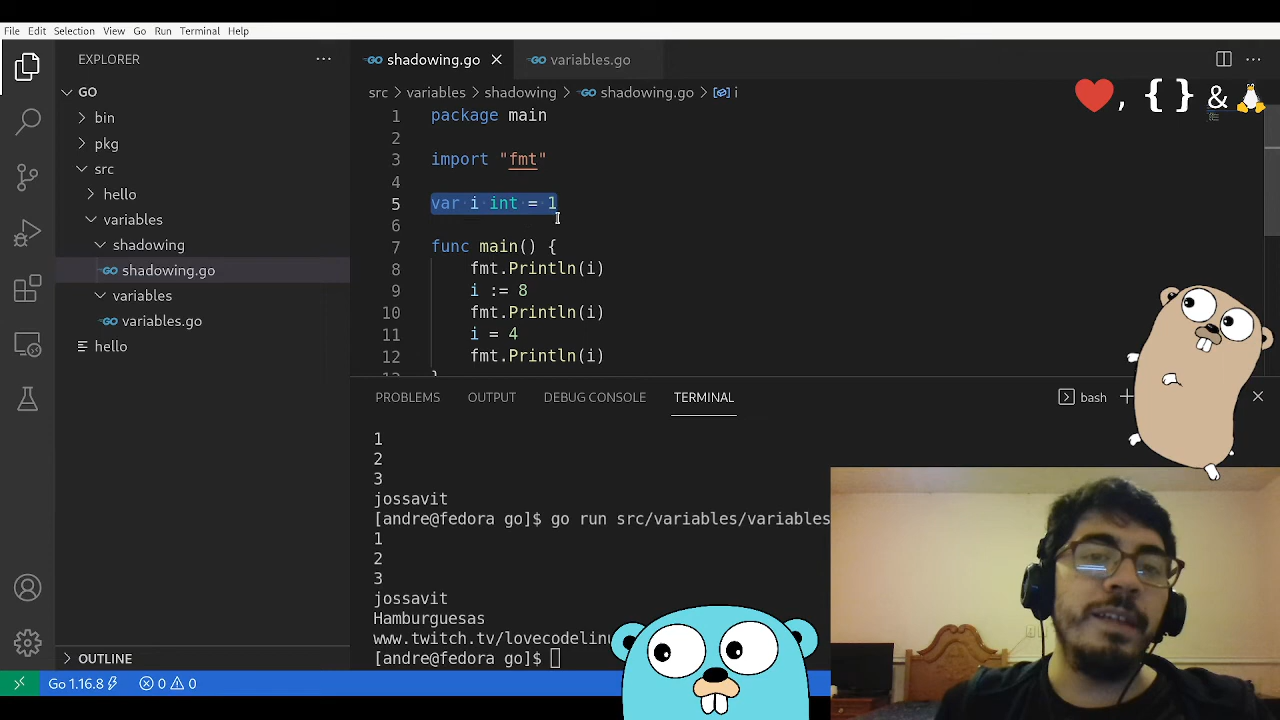 File Edit Selection View Go Run Terminal Help
EXPLORER
GO
bin
pkg
src
hello
variables
shadowing
shadowing.go
variables
variables.go
hello
OUTLINE
shadowing.go
variables.go
src > variables > shadowing > shadowing.go > i
, { } &
1 package main
2
3 import "fmt"
4
5 var i int = 1
6
7 func main() {
8 fmt.Println(i)
9 i := 8
10 fmt.Println(i)
11 i = 4
12 fmt.Println(i)
PROBLEMS OUTPUT DEBUG CONSOLE TERMINAL
bash
1
2
3
jossavit
[andre@fedora go]$ go run src/variables/variables
1
2
3
jossavit
Hamburguesas
www.twitch.tv/lovecodelinu
[andre@fedora go]$
Go 1.16.8 0 0